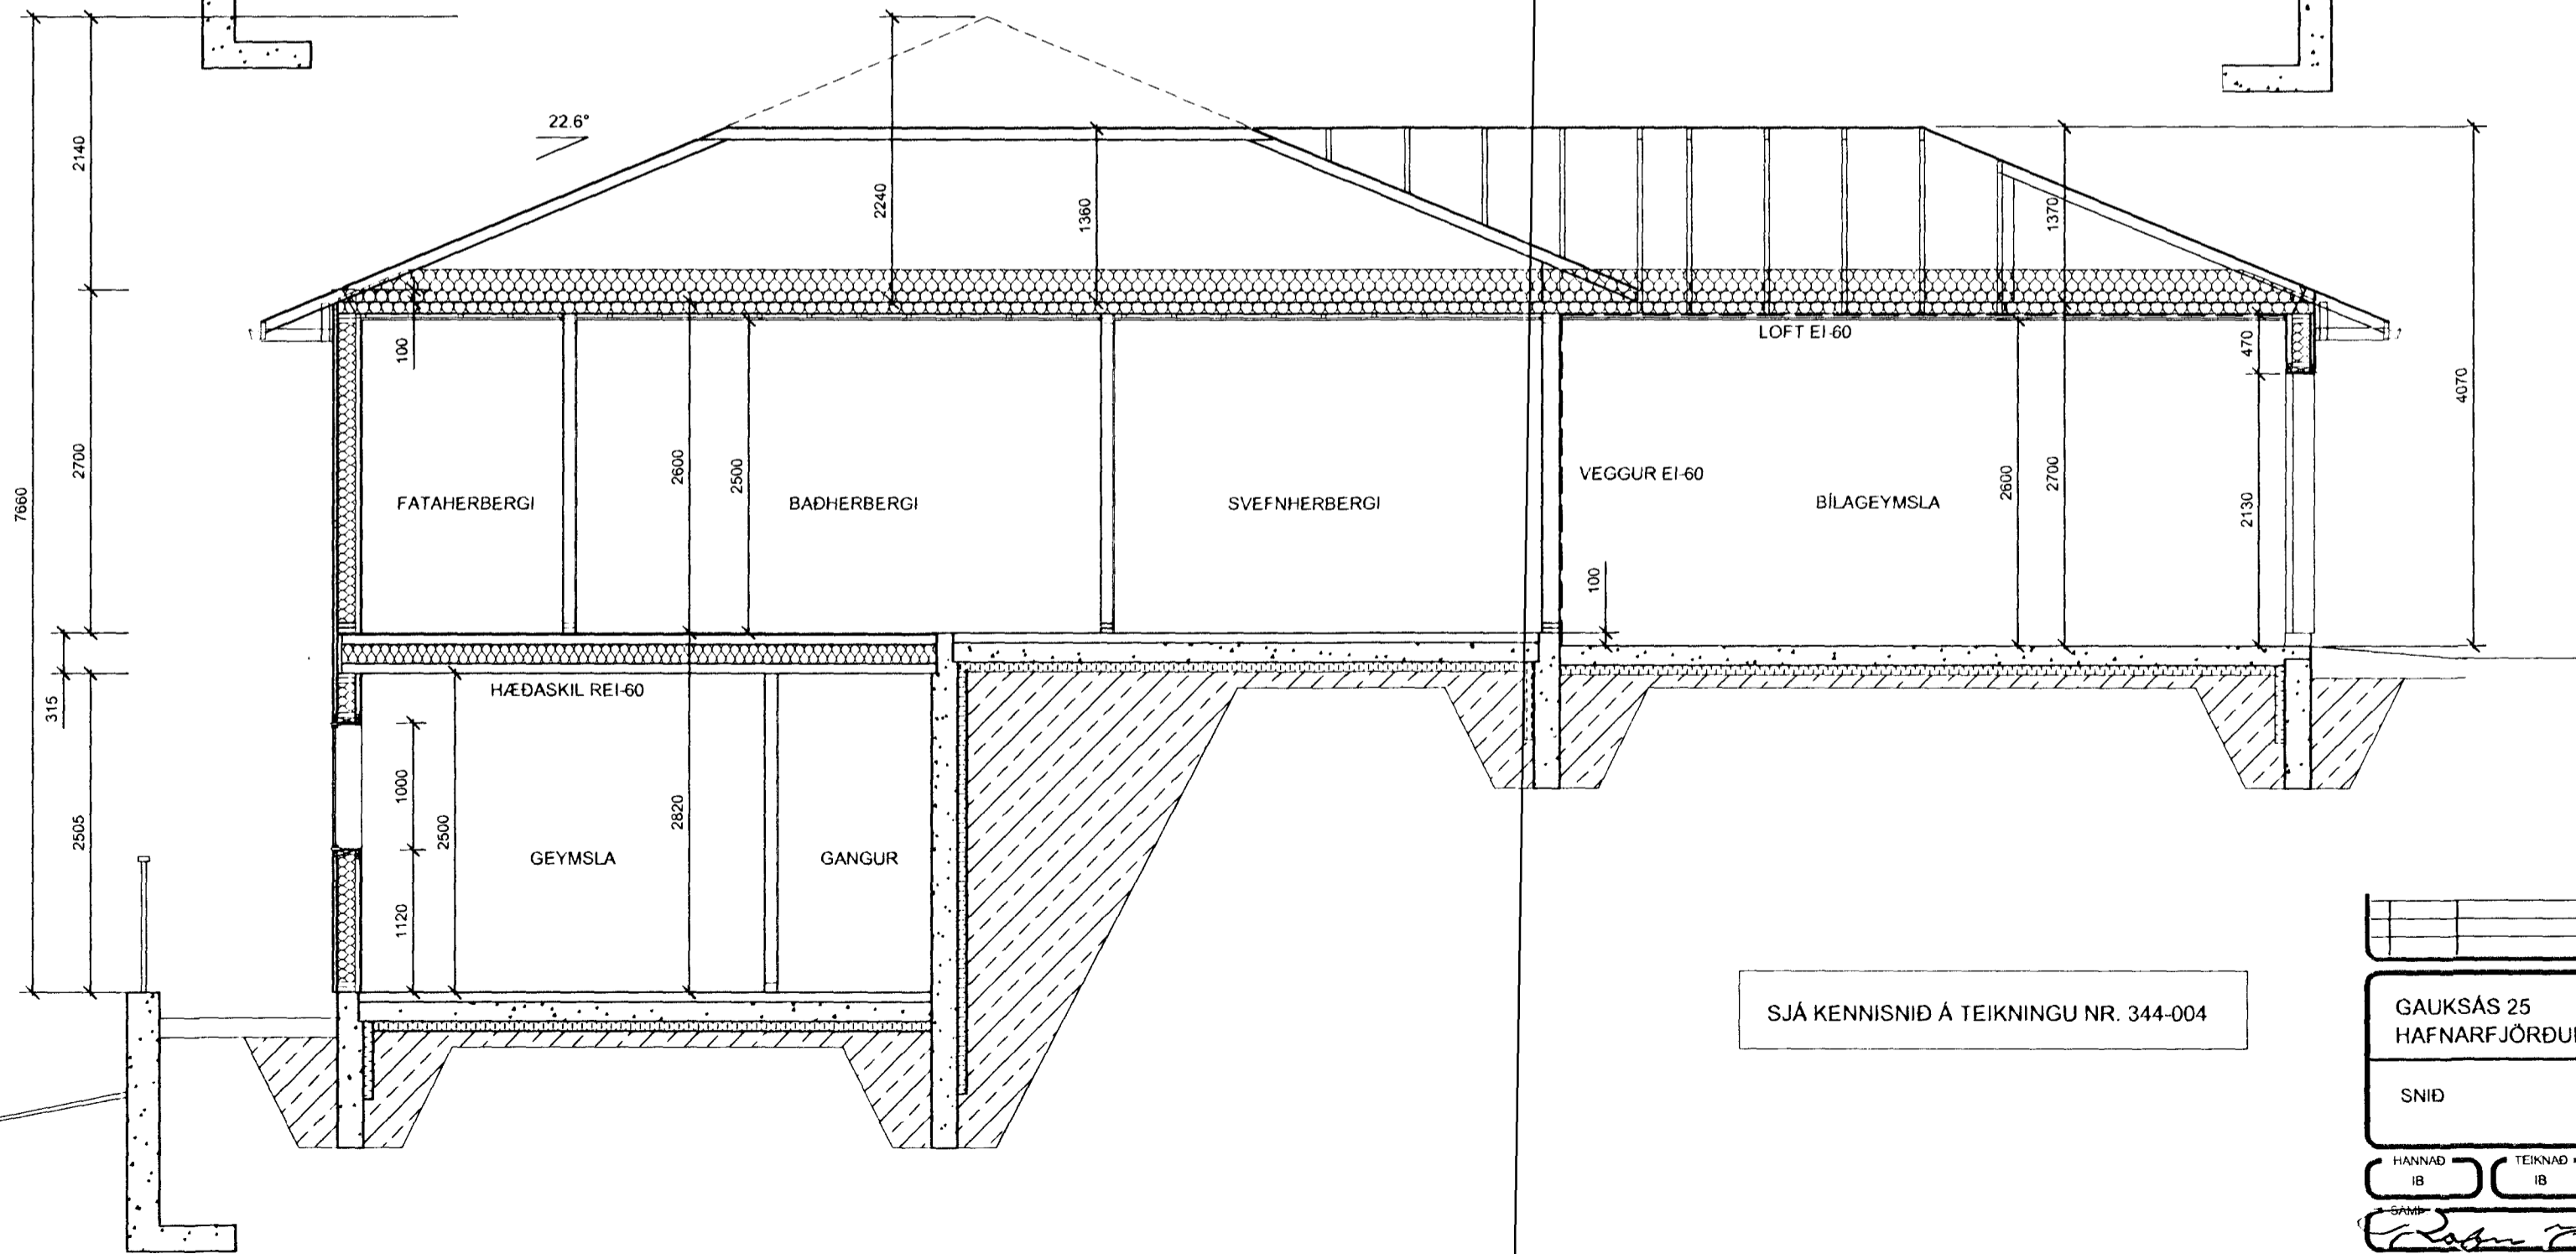 22.6°
2140
2240
1360
1370
100
LOFT EI-60
470
4070
2700
7660
2600
2500
FATAHERBERGI
BAÐHERBERGI
SVEFNHERBERGI
VEGGUR EI-60
BÍLAGEYMSLA
2600
2700
2130
100
315
HÆÐASKIL REI-60
1000
2505
2500
2820
GEYMSLA
GANGUR
1120
SJÁ KENNISNIÐ Á TEIKNINGU NR. 344-004
GAUKSÁS 25
HAFNARFJÖRÐU
SNIÐ
HANNAÐ
IB
TEIKNAÐ
IB